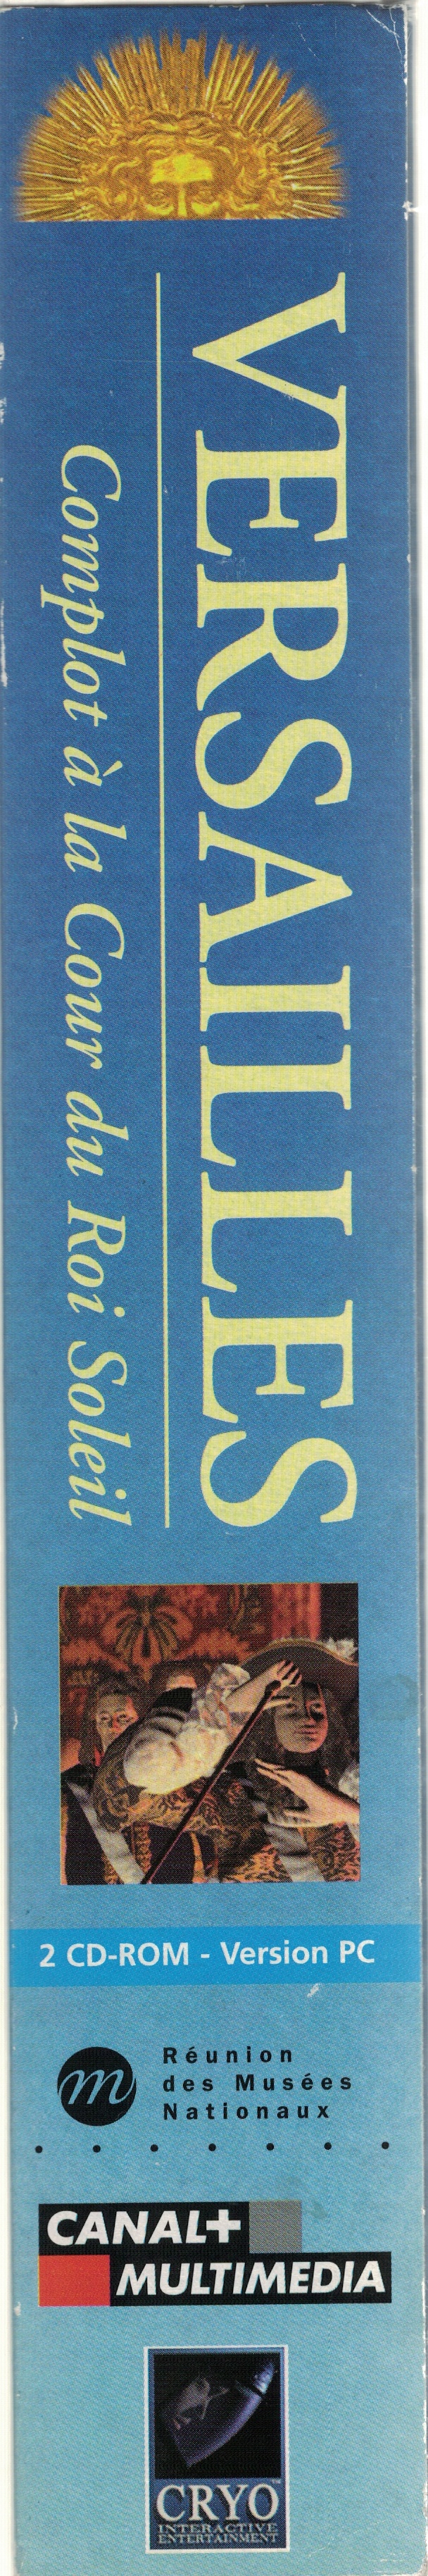 VERSAILLES
Complot à la Cour du Roi Soleil
2 CD-ROM - Version PC
m
Réunion
des Musées
Nationaux
CANAL+
MULTIMEDIA
CRYO™
INTERACTIVE
ENTERTAINMENT